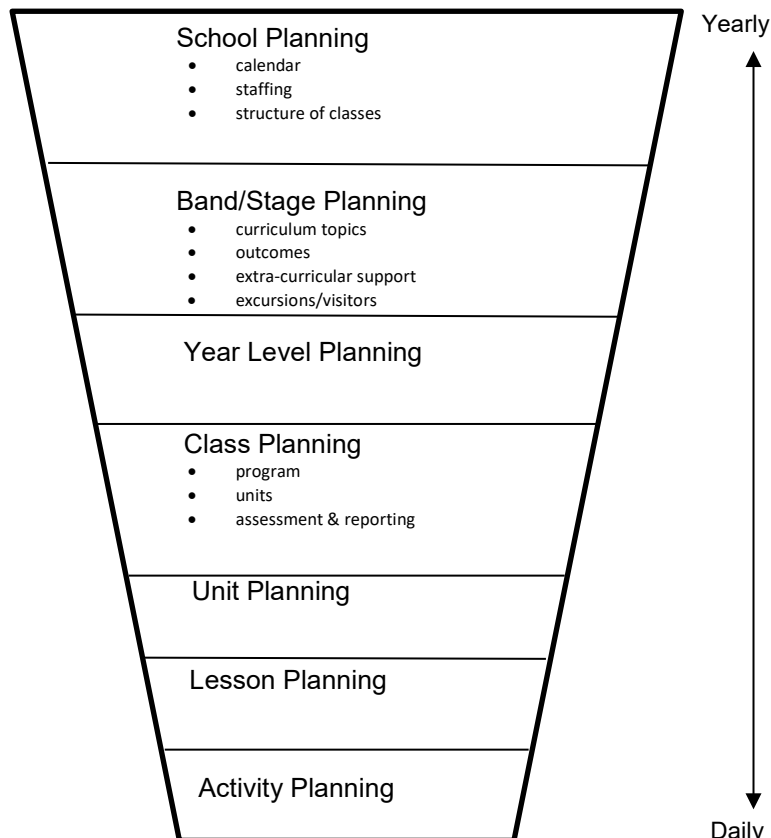 Yearly
School Planning
• calendar
• staffing
• structure of classes
Band/Stage Planning
• curriculum topics
• outcomes
• extra-curricular support
• excursions/visitors
Year Level Planning
Class Planning
• program
• units
• assessment & reporting
Unit Planning
Lesson Planning
Activity Planning
Daily